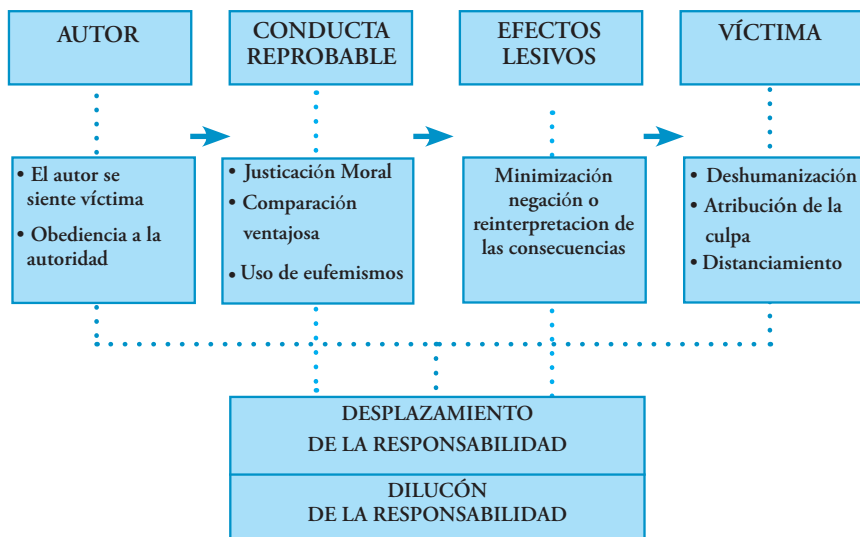 AUTOR
CONDUCTA
REPROBABLE
EFECTOS
LESIVOS
VÍCTIMA
• El autor se
siente víctima
• Obediencia a la
autoridad
• Justicación Moral
• Comparación
ventajosa
• Uso de eufemismos
Minimización
negación o
reinterpretacion de
las consecuencias
• Deshumanización
• Atribución de la
culpa
• Distanciamiento
DESPLAZAMIENTO
DE LA RESPONSABILIDAD
DILUCÓN
DE LA RESPONSABILIDAD